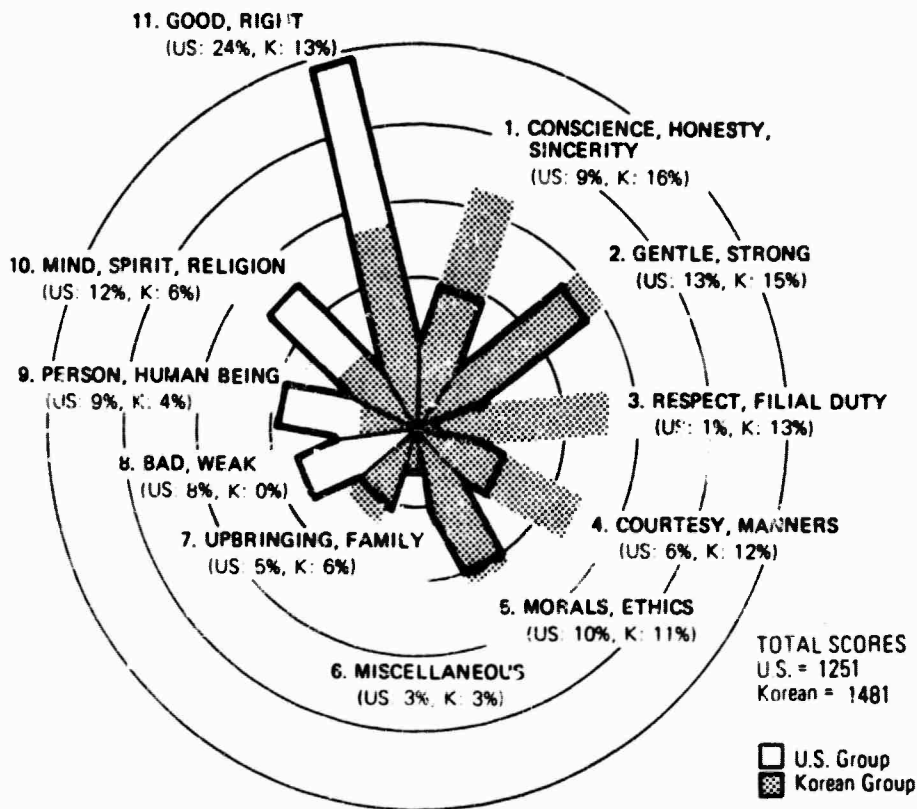 11. GOOD, RIGHT
(US: 24%, K: 13%)
1. CONSCIENCE, HONESTY,
SINCERITY
(US: 9%, K: 16%)
2. GENTLE, STRONG
(US: 13%, K: 15%)
10. MIND, SPIRIT, RELIGION
(US: 12%, K: 6%)
9. PERSON, HUMAN BEING
(US: 9%, K: 4%)
3. RESPECT, FILIAL DUTY
(US: 1%, K: 13%)
8. BAD, WEAK
(US: 8%, K: 0%)
4. COURTESY, MANNERS
(US: 6%, K: 12%)
7. UPBRINGING, FAMILY
(US: 5%, K: 6%)
5. MORALS, ETHICS
(US: 10%, K: 11%)
6. MISCELLANEOUS
(US: 3%, K: 3%)
TOTAL SCORES
U.S. = 1251
Korean = 1481
U.S. Group
Korean Group